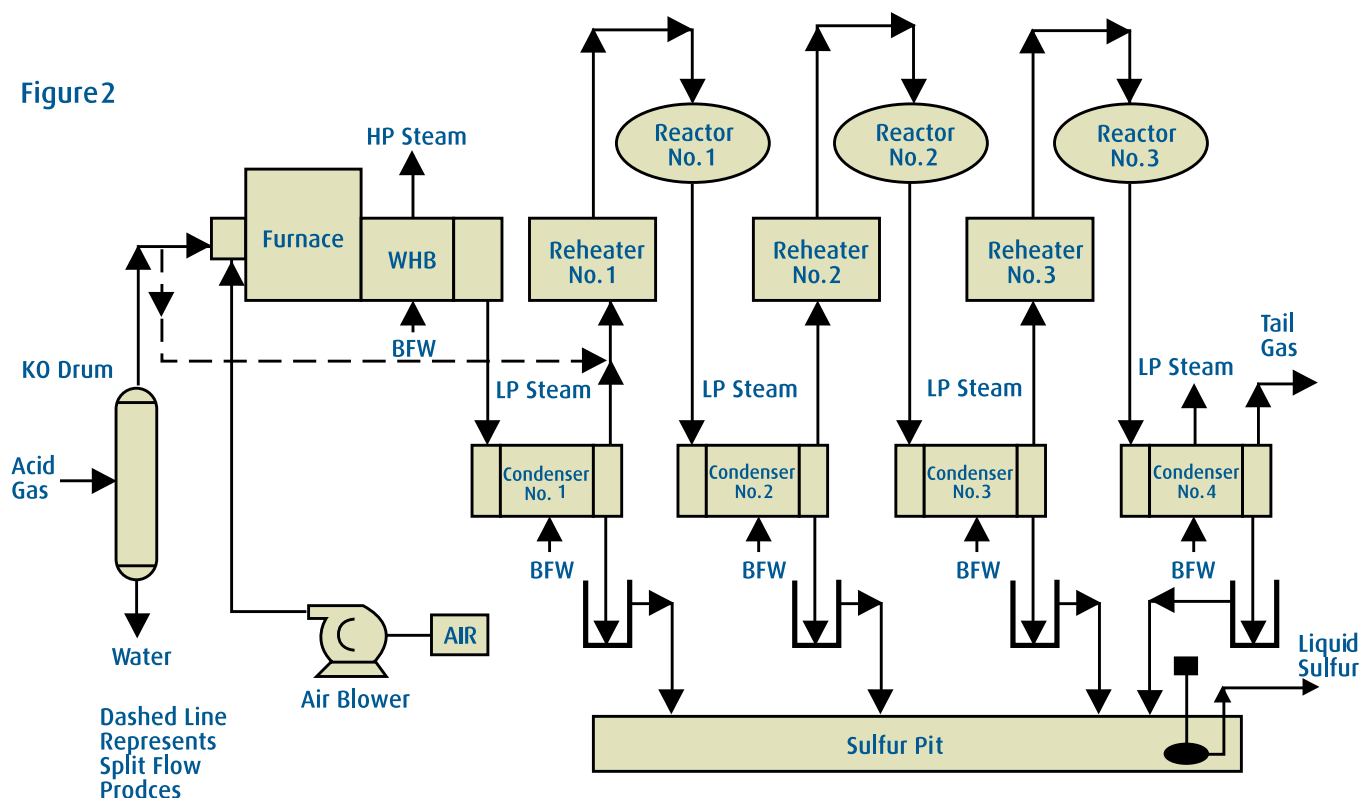 Figure2
HP Steam
Furnace
WHB
BFW
KO Drum
Acid
Gas
Water
Air Blower
AIR
Dashed Line
Represents
Split Flow
Prodces
Reheater
No.1
Reactor
No.1
Reheater
No.2
Reactor
No.2
Reheater
No.3
Reactor
No.3
LP Steam
Condenser
No. 1
BFW
LP Steam
Condenser
No.2
BFW
LP Steam
Condenser
No.3
BFW
LP Steam
Condenser
No.4
BFW
Tail
Gas
Liquid
Sulfur
Sulfur Pit